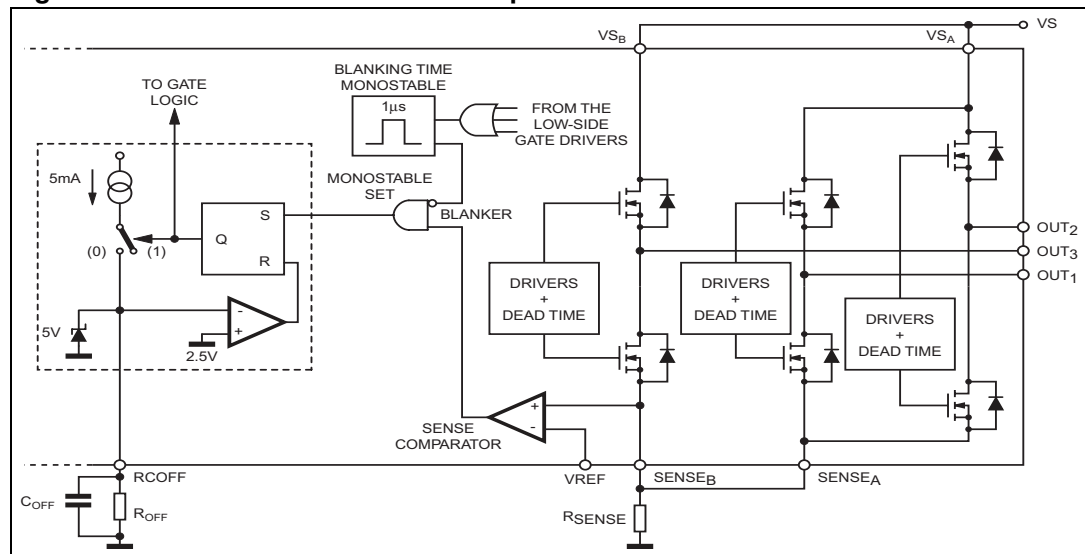 VS
VSB
VSA
BLANKING TIME
MONOSTABLE
1µs
TO GATE
LOGIC
FROM THE
LOW-SIDE
GATE DRIVERS
5mA
MONOSTABLE
SET
S
BLANKER
Q
(0)
(1)
R
OUT2
OUT3
OUT1
DRIVERS
+
DEAD TIME
DRIVERS
+
DEAD TIME
DRIVERS
+
DEAD TIME
5V
-
+
2.5V
+
-
SENSE
COMPARATOR
RCOFF
VREF
SENSEB
SENSEA
COFF
ROFF
RSENSE